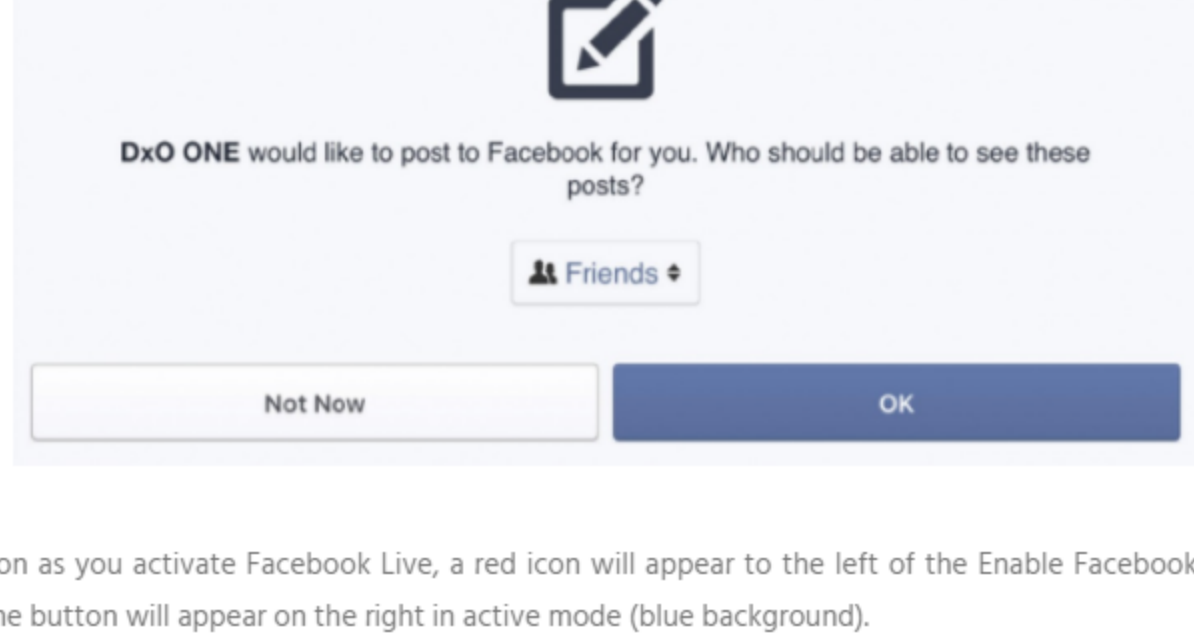 DxO ONE would like to post to Facebook for you. Who should be able to see these
posts?
Friends
Not Now
OK
on as you activate Facebook Live, a red icon will appear to the left of the Enable Facebook
button will appear on the right in active mode (blue background).